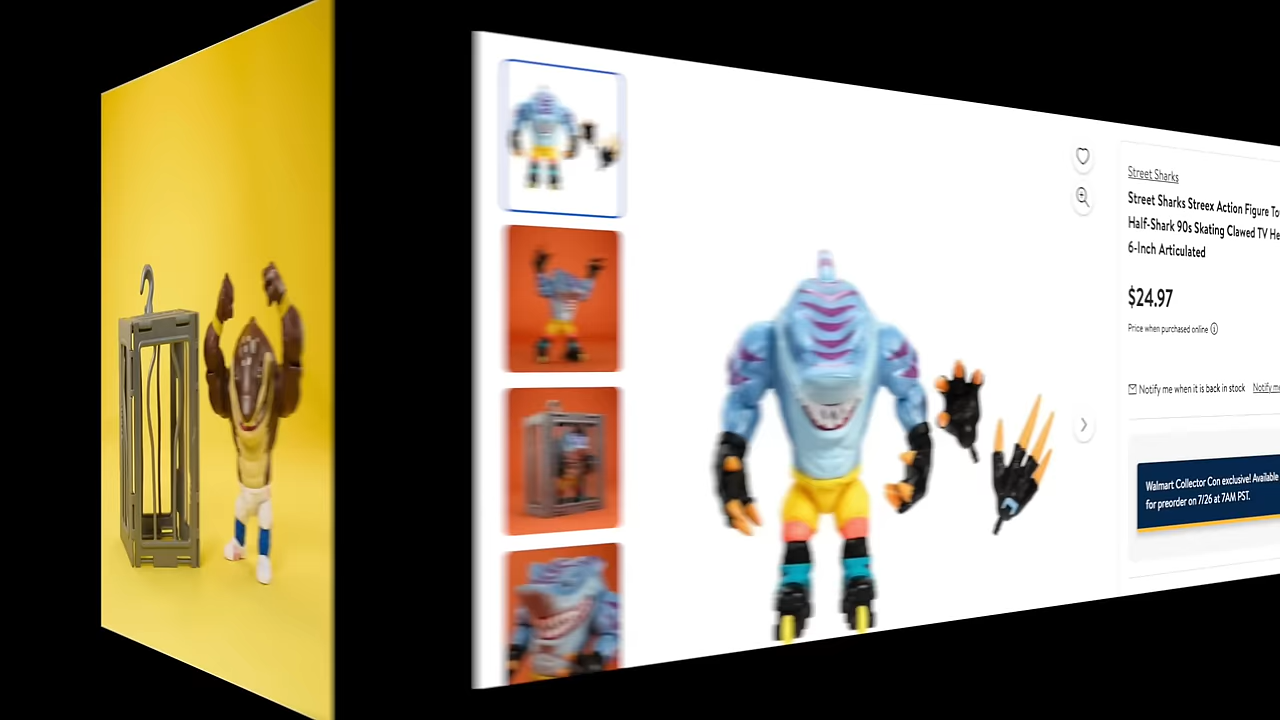 Street Sharks
Street Sharks Streex Action Figure
Half-Shark 90s Skating Clawed TV
6-Inch Articulated
$24.97
Price when purchased online
Notify me when it is back in stock Notify
Walmart Collector Con exclusive! Available
for preorder on 7/26 at 7AM PST.